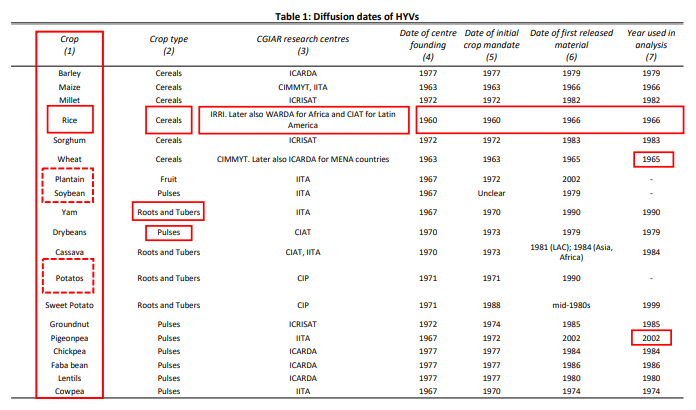 Table 1: Diffusion dates of HYVs
Crop Crop type CGIAR research centres Date of centre founding Date of initial crop mandate Date of first released material Year used in analysis
(1) (2) (3) (4) (5) (6) (7)
Barley Cereals ICARDA 1977 1977 1979 1979
Maize Cereals CIMMYT, IITA 1963 1963 1966 1966
Millet Cereals ICRISAT 1972 1972 1982 1982
Rice Cereals IRRI. Later also WARDA for Africa and CIAT for Latin America 1960 1960 1966 1966
Sorghum Cereals ICRISAT 1972 1972 1983 1983
Wheat Cereals CIMMYT. Later also ICARDA for MENA countries 1963 1963 1965 1965
Plantain Fruit IITA 1967 1972 2002 -
Soybean Pulses IITA 1967 Unclear 1979 -
Yam Roots and Tubers IITA 1967 1970 1990 1990
Drybeans Pulses CIAT 1970 1973 1979 1979
Cassava Roots and Tubers CIAT, IITA 1970 1973 1981 (LAC); 1984 (Asia, Africa) 1984
Potatos Roots and Tubers CIP 1971 1971 1990 -
Sweet Potato Roots and Tubers CIP 1971 1988 mid-1980s 1999
Groundnut Pulses ICRISAT 1972 1974 1985 1985
Pigeonpea Pulses IITA 1967 1972 2002 2002
Chickpea Pulses ICARDA 1977 1977 1984 1984
Faba bean Pulses ICARDA 1977 1977 1986 1986
Lentils Pulses ICARDA 1977 1977 1980 1980
Cowpea Pulses IITA 1967 1970 1974 1974